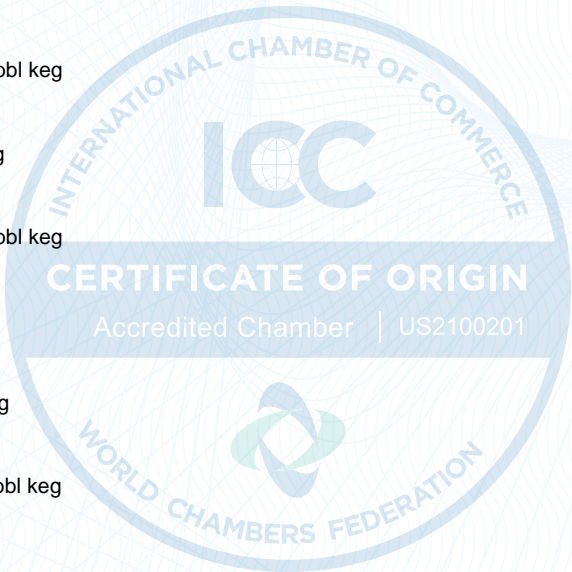 bbl keg
INTERNATIONAL CHAMBER OF COMMERCE
ICC
g
bbl keg
CERTIFICATE OF ORIGIN
Accredited Chamber | US2100201
g
WORLD CHAMBERS FEDERATION
bbl keg